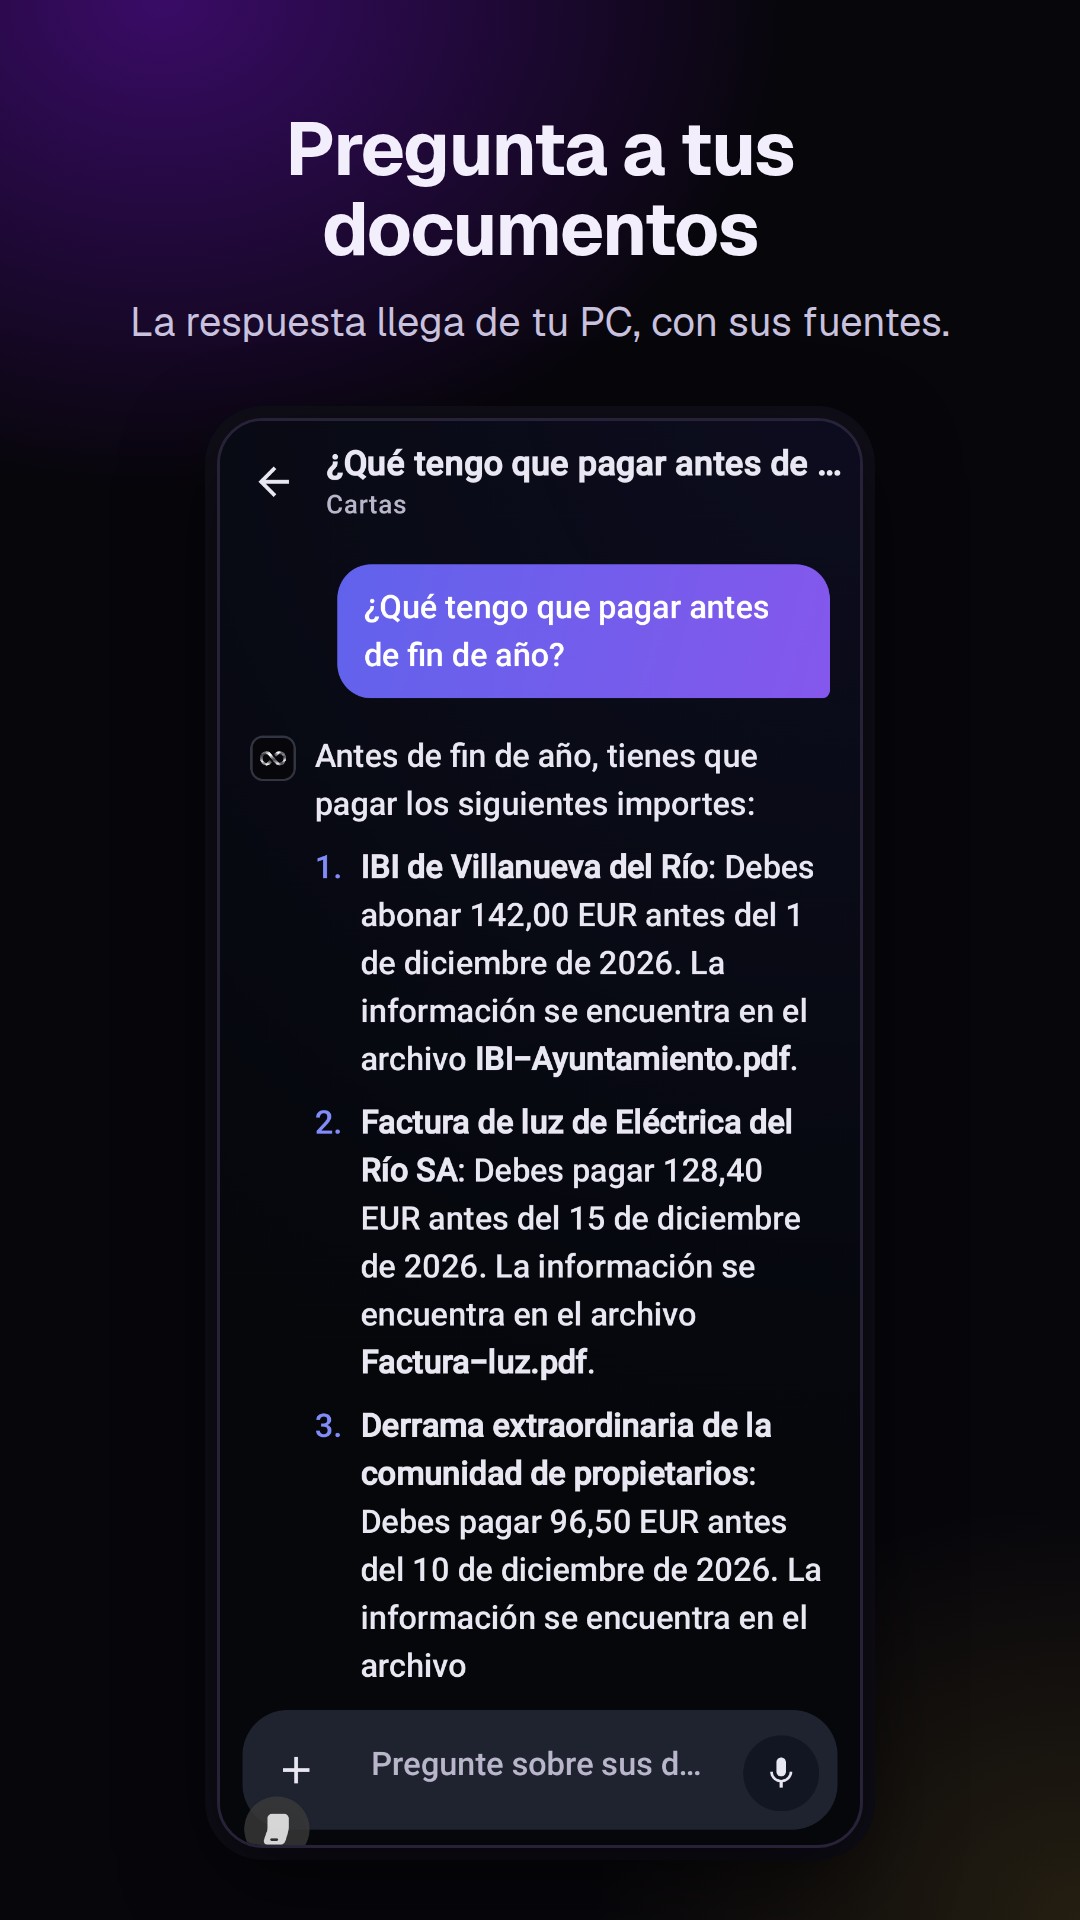 Pregunta a tus
documentos
La respuesta llega de tu PC, con sus fuentes.
¿Qué tengo que pagar antes de ...
Cartas
¿Qué tengo que pagar antes
de fin de año?
Antes de fin de año, tienes que
pagar los siguientes importes:
1. IBI de Villanueva del Río: Debes
abonar 142,00 EUR antes del 1
de diciembre de 2026. La
información se encuentra en el
archivo IBI-Ayuntamiento.pdf.
2. Factura de luz de Eléctrica del
Río SA: Debes pagar 128,40
EUR antes del 15 de diciembre
de 2026. La información se
encuentra en el archivo
Factura-luz.pdf.
3. Derrama extraordinaria de la
comunidad de propietarios:
Debes pagar 96,50 EUR antes
del 10 de diciembre de 2026. La
información se encuentra en el
archivo
Pregunte sobre sus d...